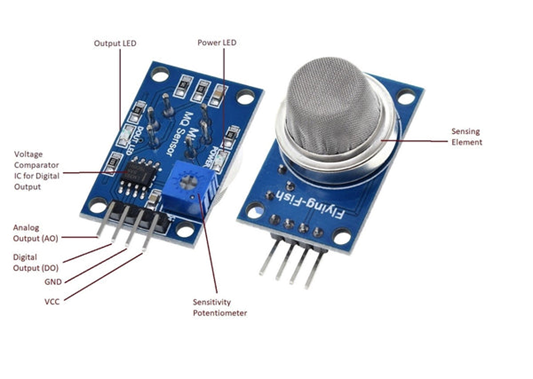 Output LED
Power LED
MQ Sensor
Sensing
Element
Voltage
Comparator
IC for Digital
Output
Flying-Fish
Analog
Output (AO)
Digital
Output (DO)
GND
VCC
Sensitivity
Potentiometer